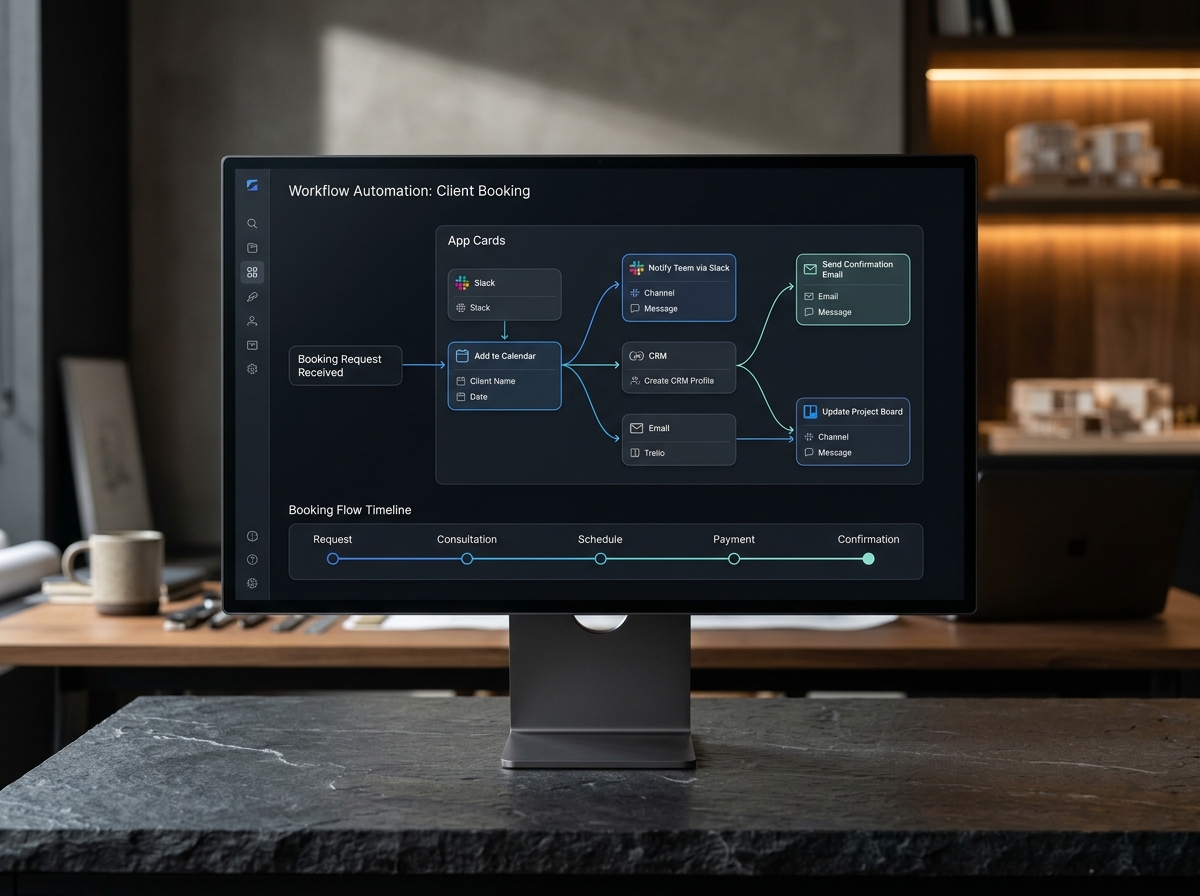 Workflow Automation: Client Booking
App Cards
Slack
Slack
Booking Request
Received
Add te Calendar
Client Name
Date
Notify Teem via Slack
Channel
Message
CRM
Create CRM Profila
Email
Trelio
Send Confirmation
Email
Email
Message
Update Project Board
Channel
Message
Booking Flow Timeline
Request
Consultation
Schedule
Payment
Confirmation